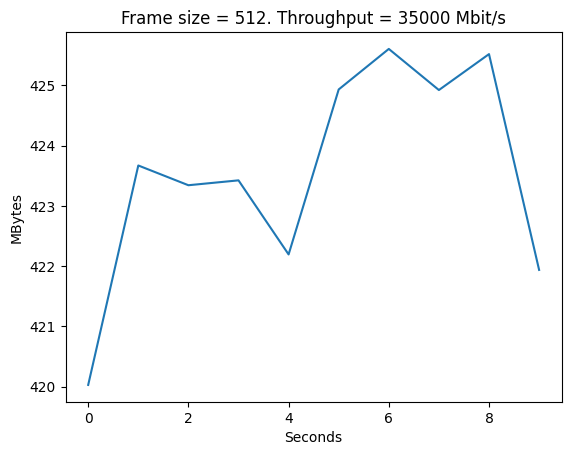 Frame size = 512. Throughput = 35000 Mbit/s
425
424
423
422
421
420
MBytes
0 2 4 6 8
Seconds